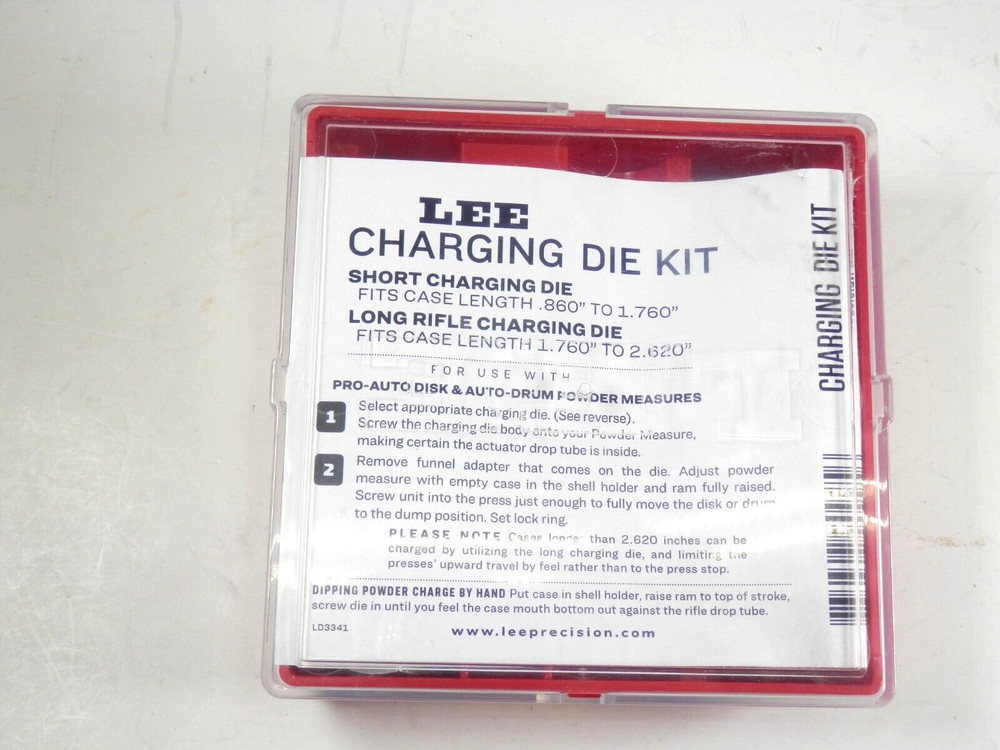 LEE
CHARGING DIE KIT
SHORT CHARGING DIE
FITS CASE LENGTH .860” TO 1.760”
LONG RIFLE CHARGING DIE
FITS CASE LENGTH 1.760” TO 2.620”
FOR USE WITH
PRO-AUTO DISK & AUTO-DRUM POWDER MEASURES
1 Select appropriate charging die. (See reverse).
Screw the charging die body onto your Powder Measure,
making certain the actuator drop tube is inside.
2 Remove funnel adapter that comes on the die. Adjust powder
measure with empty case in the shell holder and ram fully raised.
Screw unit into the press just enough to fully move the disk or drum
to the dump position. Set lock ring.
PLEASE NOTE Cases longer than 2.620 inches can be
charged by utilizing the long charging die, and limiting the
presses’ upward travel by feel rather than to the press stop.
DIPPING POWDER CHARGE BY HAND Put case in shell holder, raise ram to top of stroke,
screw die in until you feel the case mouth bottom out against the rifle drop tube.
LD3341
www.leeprecision.com
CHARGING DIE KIT